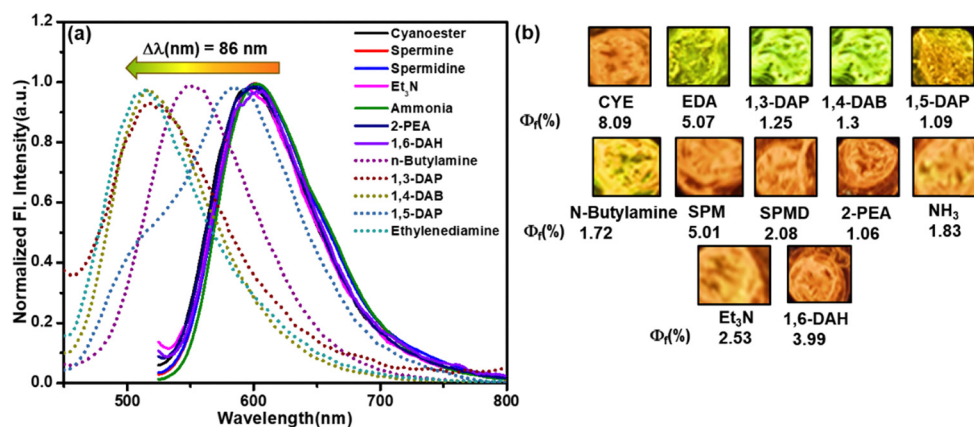 (a)
Δλ(nm) = 86 nm
Cyanoester
Spermine
Spermidine
Et₃N
Ammonia
2-PEA
1,6-DAH
n-Butylamine
1,3-DAP
1,4-DAB
1,5-DAP
Ethylenediamine
Normalized Fl. Intensity(a.u.)
1.2
1.0
0.8
0.6
0.4
0.2
0.0
500 600 700 800
Wavelength(nm)
(b)
CYE EDA 1,3-DAP 1,4-DAB 1,5-DAP
Φf(%) 8.09 5.07 1.25 1.3 1.09
N-Butylamine SPM SPMD 2-PEA NH₃
Φf(%) 1.72 5.01 2.08 1.06 1.83
Et₃N 1,6-DAH
Φf(%) 2.53 3.99